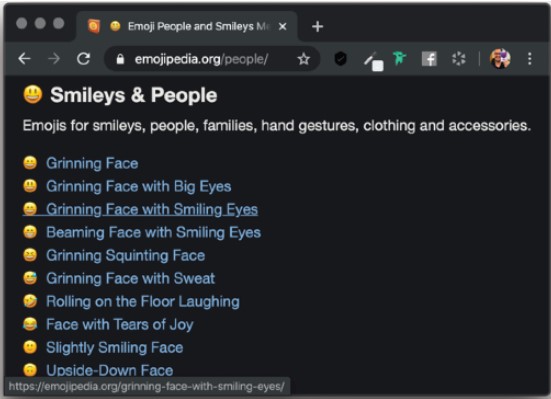 Emoji People and Smileys M
emojipedia.org/people/
😃 Smileys & People
Emojis for smileys, people, families, hand gestures, clothing and accessories.
😀 Grinning Face
😃 Grinning Face with Big Eyes
😄 Grinning Face with Smiling Eyes
😁 Beaming Face with Smiling Eyes
😆 Grinning Squinting Face
😅 Grinning Face with Sweat
🤣 Rolling on the Floor Laughing
😂 Face with Tears of Joy
🙂 Slightly Smiling Face
🙃 Upside-Down Face
https://emojipedia.org/grinning-face-with-smiling-eyes/